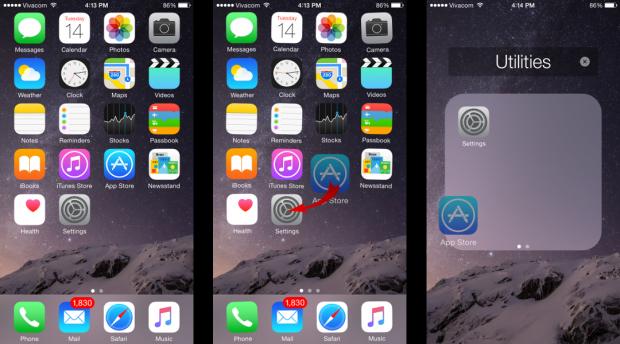 Vivacom 4:13 PM 86%
Tuesday
14
Messages Calendar Photos Camera
280
Weather Clock Maps Videos
Notes Reminders Stocks Passbook
iBooks iTunes Store App Store Newsstand
Health Settings
1,830
Phone Mail Safari Music
Vivacom 4:13 PM 86%
Tuesday
14
Messages Calendar Photos Camera
280
Weather Clock Maps Videos
Notes Reminders Stocks Passbook
iBooks iTunes Store Newsstand
App Store
Health Settings
1,830
Phone Mail Safari Music
Vivacom 4:14 PM 86%
Utilities
Settings
App Store